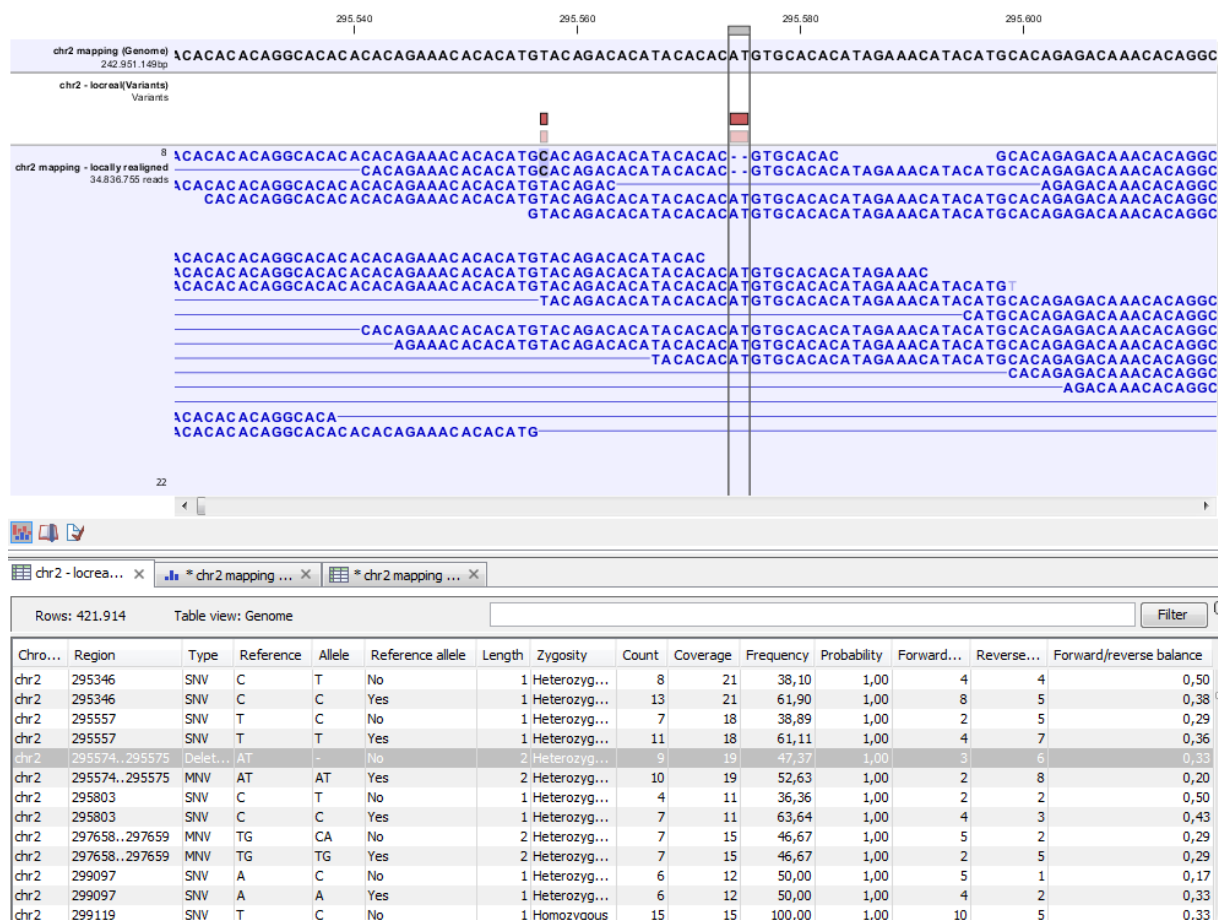 295.540 295.560 295.580 295.600
chr2 mapping (Genome) ACACACACAGGCACACACACACAGAAACACACATGTACAGACACATACACACATGTGCACACATAGAAACATACATGCACAGAGACAAACACAGGC
242.951.149bp
chr2 - locreal(Variants)
Variants
8 ACACACACAGGCACACACACACAGAAACACACATGCACAGACACATACACAC--GTGCACAC GCACAGAGACAAACACAGGC
chr2 mapping - locally realigned CACAGAAACACACATGCACAGACACATACACAC--GTGCACACATAGAAACATACATGCACAGAGACAAACACAGGC
34.836.755 reads ACACACACAGGCACACACACACAGAAACACACATGTACAGAC AGAGACAAACACAGGC
CACACAGGCACACACACACAGAAACACACATGTACAGACACATACACACATGTGCACACATAGAAACATACATGCACAGAGACAAACACAGGC
GTACAGACACATACACACATGTGCACACATAGAAACATACATGCACAGAGACAAACACAGGC
ACACACACAGGCACACACACACAGAAACACACATGTACAGACACATACAC
ACACACACAGGCACACACACACAGAAACACACATGTACAGACACATACACACATGTGCACACATAGAAAC
ACACACACAGGCACACACACACAGAAACACACATGTACAGACACATACACACATGTGCACACATAGAAACATACATGT
TACAGACACATACACACATGTGCACACATAGAAACATACATGCACAGAGACAAACACAGGC
CATGCACAGAGACAAACACAGGC
CACAGAAACACACATGTACAGACACATACACACATGTGCACACATAGAAACATACATGCACAGAGACAAACACAGGC
AGAAACACACATGTACAGACACATACACACATGTGCACACATAGAAACATACATGCACAGAGACAAACACAGGC
TACACACATGTGCACACATAGAAACATACATGCACAGAGACAAACACAGGC
CACAGAGACAAACACAGGC
AGACAAACACAGGC
ACACACACAGGCACA
ACACACACAGGCACACACACACAGAAACACACATG
22
chr2 - locrea... * chr2 mapping ... * chr2 mapping ...
Rows: 421.914 Table view: Genome Filter
Chro... Region Type Reference Allele Reference allele Length Zygosity Count Coverage Frequency Probability Forward... Reverse... Forward/reverse balance
chr2 295346 SNV C T No 1 Heterozyg... 8 21 38,10 1,00 4 4 0,50
chr2 295346 SNV C C Yes 1 Heterozyg... 13 21 61,90 1,00 8 5 0,38
chr2 295557 SNV T C No 1 Heterozyg... 7 18 38,89 1,00 2 5 0,29
chr2 295557 SNV T T Yes 1 Heterozyg... 11 18 61,11 1,00 4 7 0,36
chr2 295574..295575 Delet... AT - No 2 Heterozyg... 9 19 47,37 1,00 3 6 0,33
chr2 295574..295575 MNV AT AT Yes 2 Heterozyg... 10 19 52,63 1,00 2 8 0,20
chr2 295803 SNV C T No 1 Heterozyg... 4 11 36,36 1,00 2 2 0,50
chr2 295803 SNV C C Yes 1 Heterozyg... 7 11 63,64 1,00 4 3 0,43
chr2 297658..297659 MNV TG CA No 2 Heterozyg... 7 15 46,67 1,00 5 2 0,29
chr2 297658..297659 MNV TG TG Yes 2 Heterozyg... 7 15 46,67 1,00 2 5 0,29
chr2 299097 SNV A C No 1 Heterozyg... 6 12 50,00 1,00 5 1 0,17
chr2 299097 SNV A A Yes 1 Heterozyg... 6 12 50,00 1,00 4 2 0,33
chr2 299119 SNV T C No 1 Homozygous 15 15 100,00 1,00 10 5 0,33